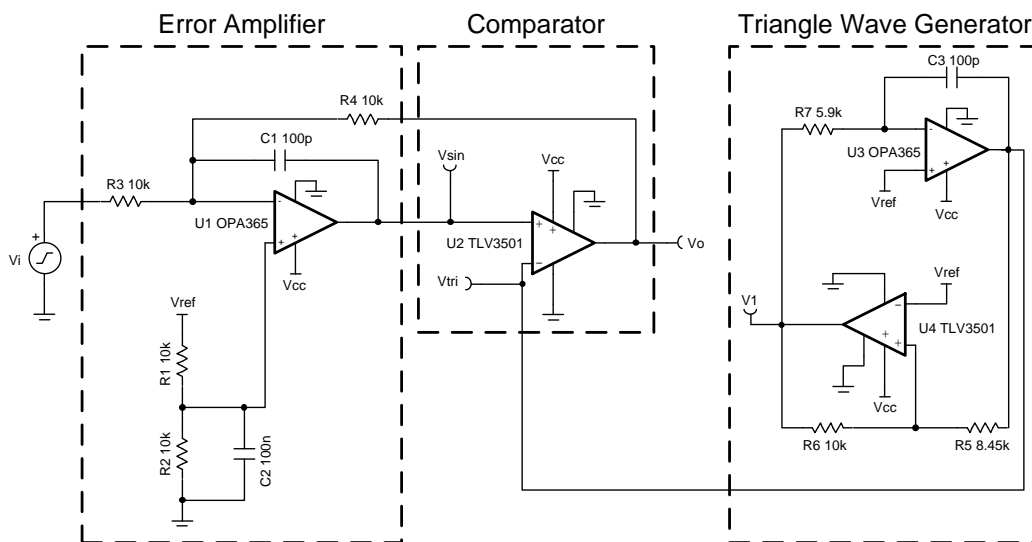 Error Amplifier
Comparator
Triangle Wave Generator
R4 10k
C1 100p
R3 10k
-
+
+
U1 OPA365
Vcc
+
Vi
Vref
R1 10k
R2 10k
C2 100n
Vsin
Vcc
+
+
−
U2 TLV3501
Vtri
Vo
C3 100p
R7 5.9k
-
+
+
U3 OPA365
Vref
Vcc
V1
Vref
−
+
+
U4 TLV3501
Vcc
R6 10k
R5 8.45k